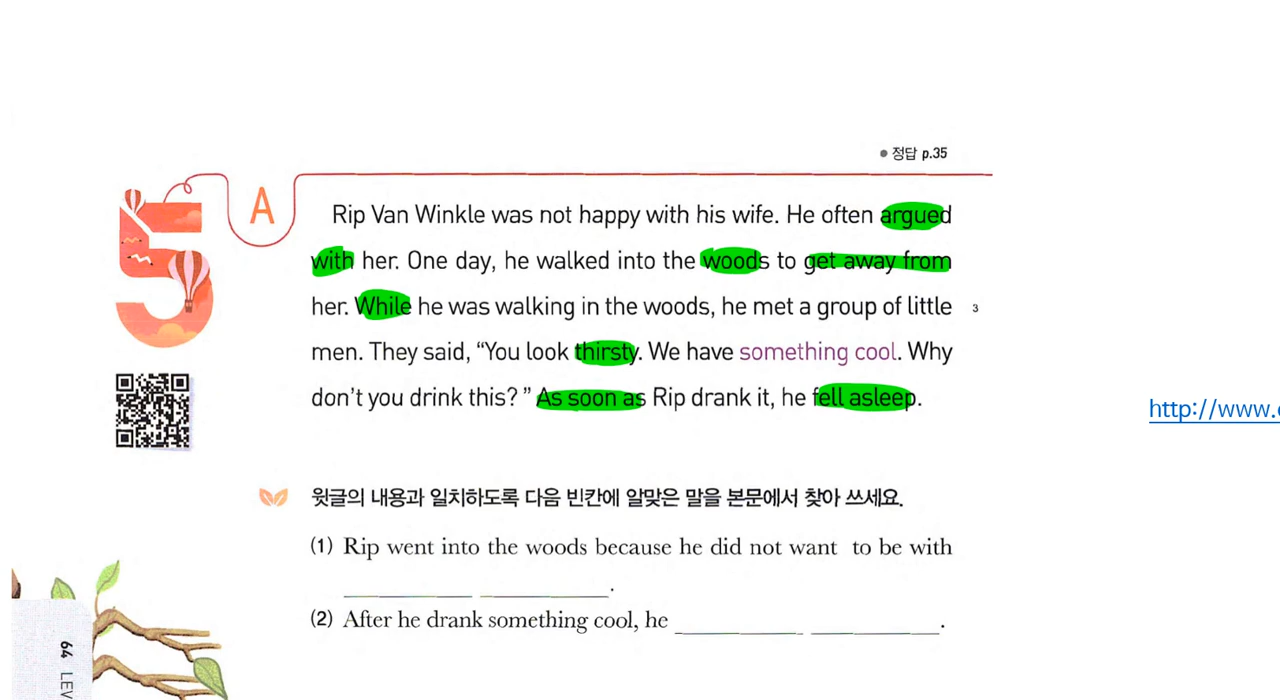 ● 정답 p.35
5
A
Rip Van Winkle was not happy with his wife. He often argued
with her. One day, he walked into the woods to get away from
her. While he was walking in the woods, he met a group of little 3
men. They said, “You look thirsty. We have something cool. Why
don’t you drink this?” As soon as Rip drank it, he fell asleep.
http://www.
윗글의 내용과 일치하도록 다음 빈칸에 알맞은 말을 본문에서 찾아 쓰세요.
(1) Rip went into the woods because he did not want to be with
__________ __________.
(2) After he drank something cool, he __________ __________.
64 LEV